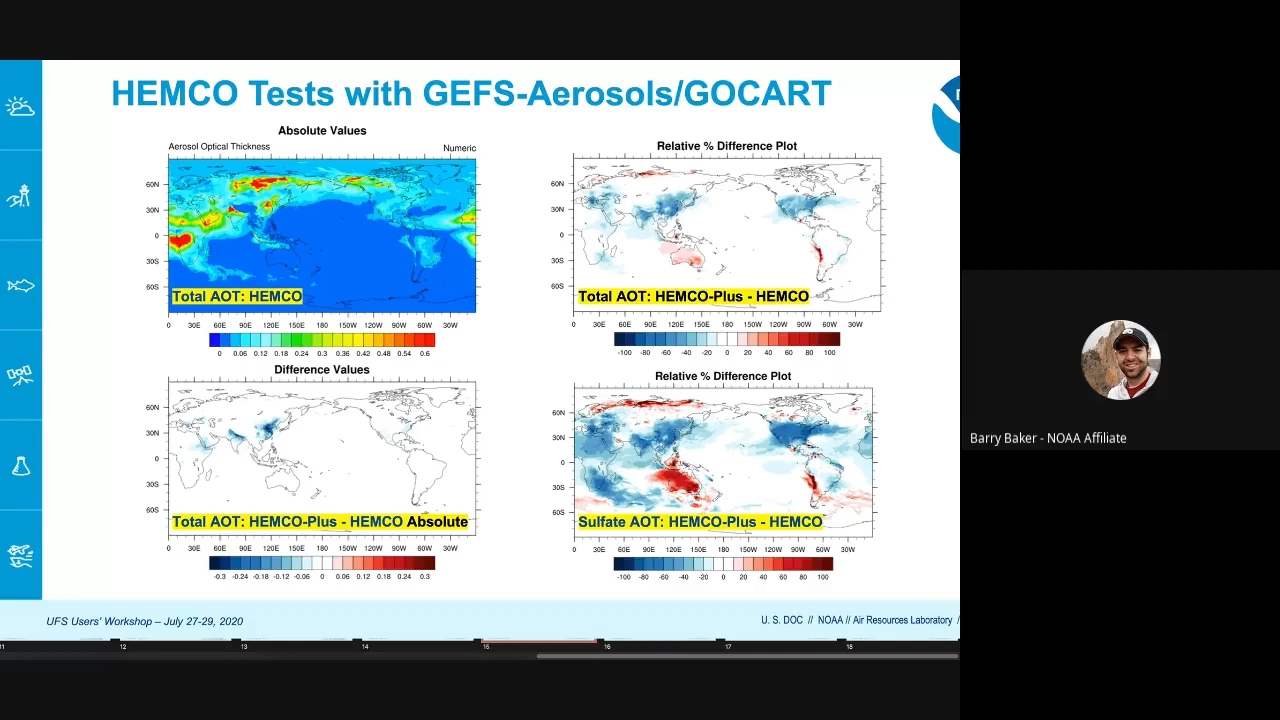 HEMCO Tests with GEFS-Aerosols/GOCART
Absolute Values
Aerosol Optical Thickness
Numeric
60N
30N
0
30S
60S
Total AOT: HEMCO
0 30E 60E 90E 120E 150E 180 150W 120W 90W 60W 30W
0 0.06 0.12 0.18 0.24 0.3 0.36 0.42 0.48 0.54 0.6
Relative % Difference Plot
60N
30N
0
30S
60S
Total AOT: HEMCO-Plus - HEMCO
0 30E 60E 90E 120E 150E 180 150W 120W 90W 60W 30W
-100 -80 -60 -40 -20 0 20 40 60 80 100
Difference Values
60N
30N
0
30S
60S
Total AOT: HEMCO-Plus - HEMCO Absolute
0 30E 60E 90E 120E 150E 180 150W 120W 90W 60W 30W
-0.3 -0.24 -0.18 -0.12 -0.06 0 0.06 0.12 0.18 0.24 0.3
Relative % Difference Plot
60N
30N
0
30S
60S
Sulfate AOT: HEMCO-Plus - HEMCO
0 30E 60E 90E 120E 150E 180 150W 120W 90W 60W 30W
-100 -80 -60 -40 -20 0 20 40 60 80 100
Barry Baker - NOAA Affiliate
UFS Users' Workshop – July 27-29, 2020
U. S. DOC // NOAA // Air Resources Laboratory /
11 12 13 14 15 16 17 18